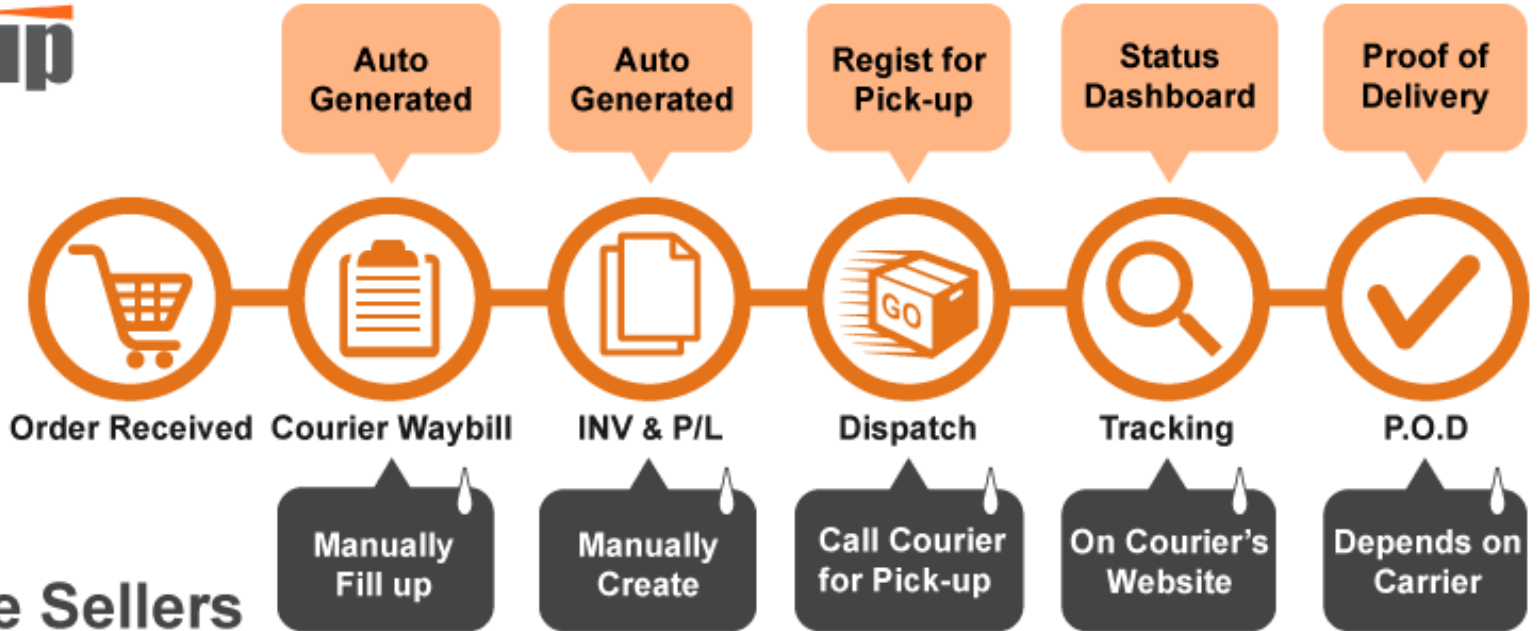 Auto
Generated
Auto
Generated
Regist for
Pick-up
Status
Dashboard
Proof of
Delivery
GO
Order Received
Courier Waybill
INV & P/L
Dispatch
Tracking
P.O.D
Manually
Fill up
Manually
Create
Call Courier
for Pick-up
On Courier's
Website
Depends on
Carrier
Sellers